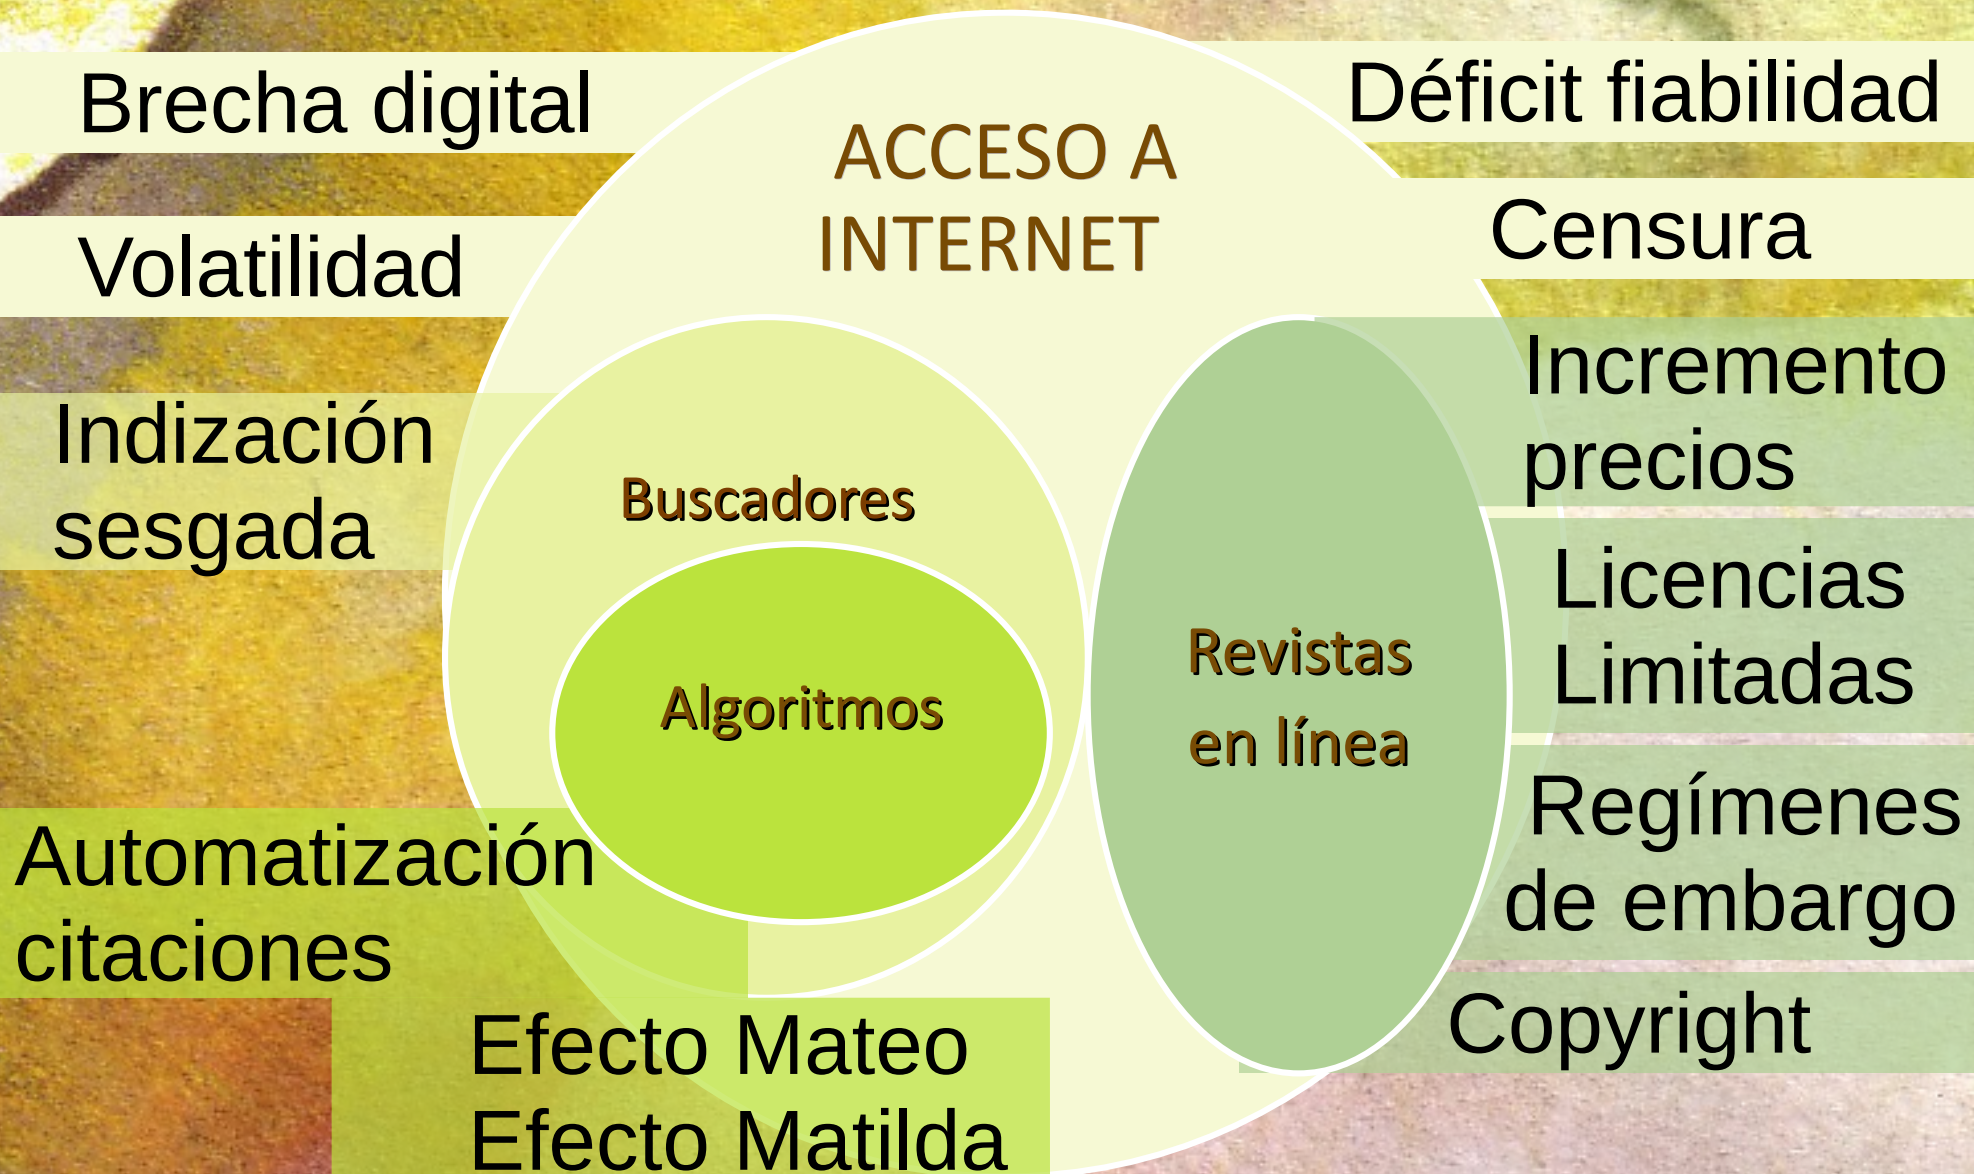 Brecha digital
Volatilidad
Indización
sesgada
Automatización
citaciones
Efecto Mateo
Efecto Matilda
ACCESO A
INTERNET
Buscadores
Algoritmos
Revistas
en línea
Déficit fiabilidad
Censura
Incremento
precios
Licencias
Limitadas
Regímenes
de embargo
Copyright